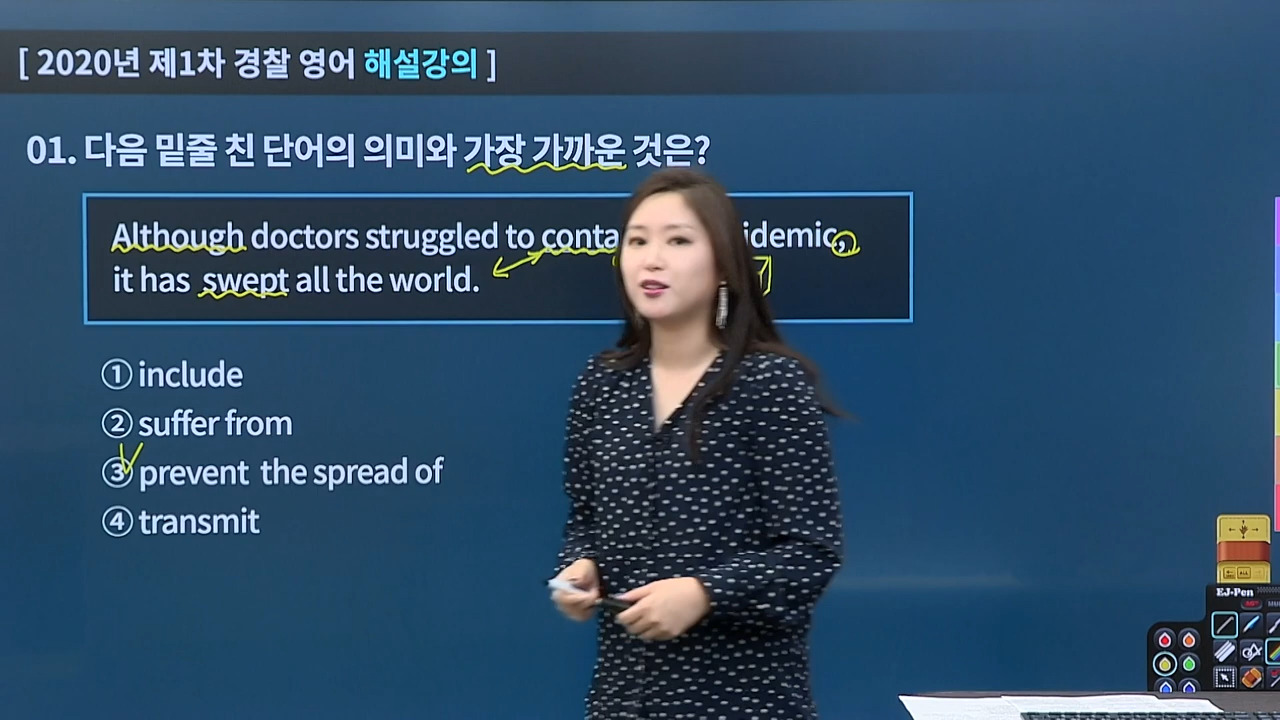 [ 2020년 제1차 경찰 영어 해설강의 ]
01. 다음 밑줄 친 단어의 의미와 가장 가까운 것은?
Although doctors struggled to
it has swept all the world.
① include
② suffer from
③ prevent the spread of
④ transmit
EJ-Pen